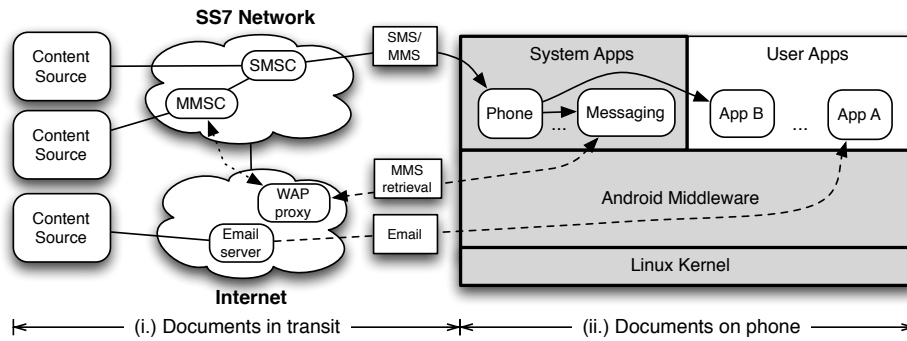 SS7 Network
Content
Source
SMSC
MMSC
SMS/
MMS
System Apps
User Apps
Phone
...
Messaging
App B
...
App A
Content
Source
MMS
retrieval
WAP
proxy
Android Middleware
Content
Source
Email
server
Email
Linux Kernel
Internet
(i.) Documents in transit
(ii.) Documents on phone